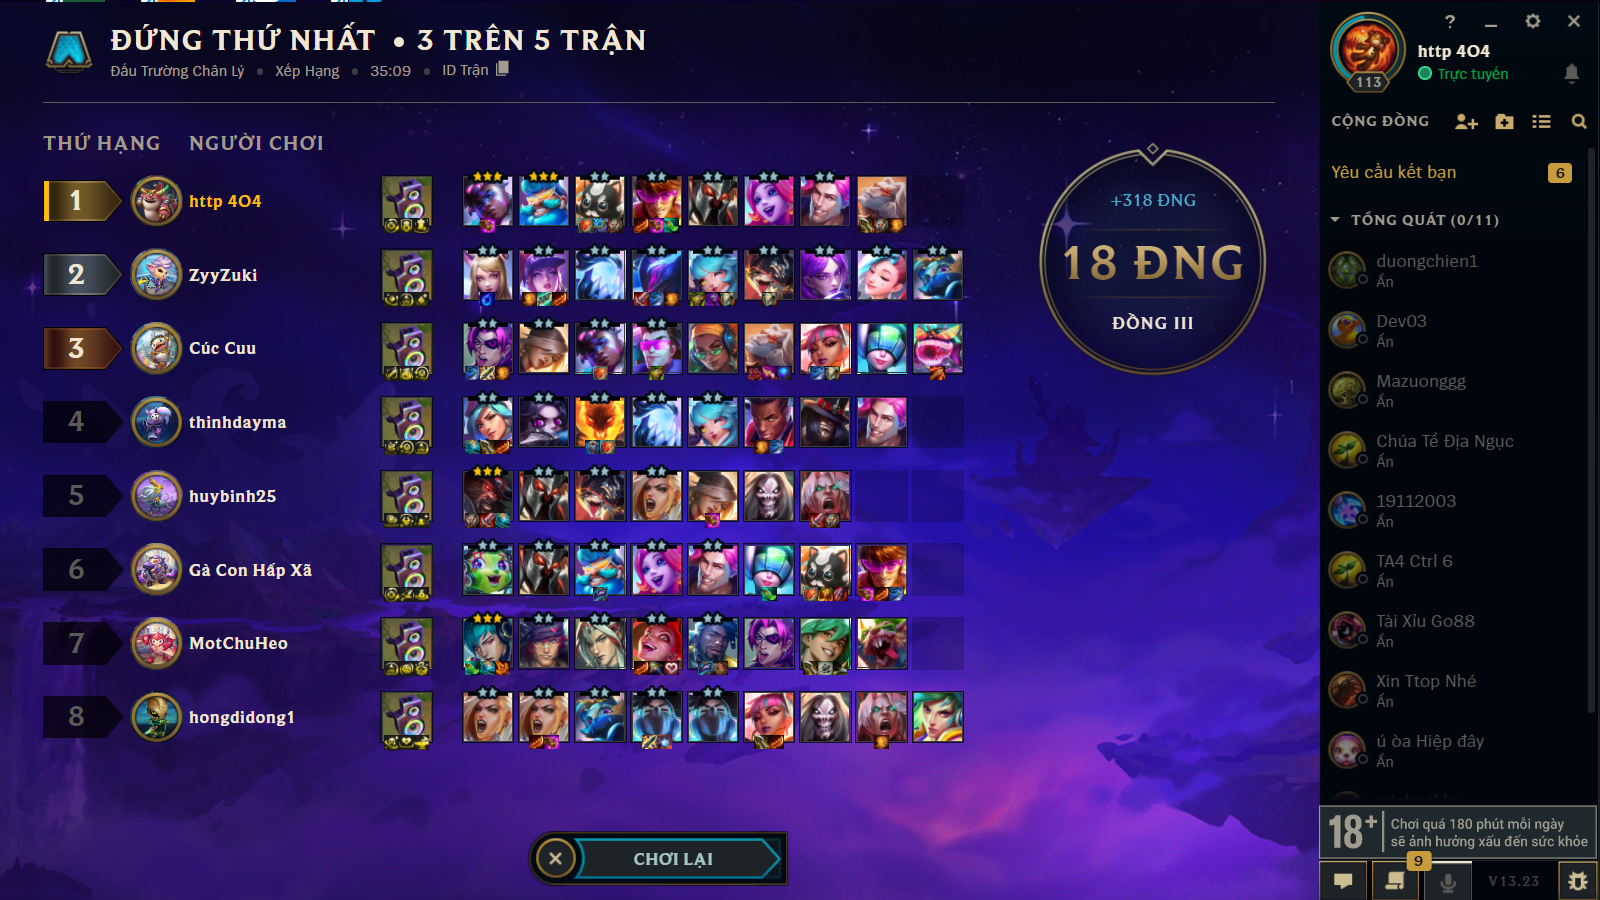 ĐỨNG THỨ NHẤT • 3 TRÊN 5 TRẬN
Đấu Trường Chân Lý • Xếp Hạng • 35:09 • ID Trận
THỨ HẠNG NGƯỜI CHƠI
1 http 4O4
2 ZyyZuki
3 Cúc Cuu
4 thinhdayma
5 huybinh25
6 Gà Con Hấp Xã
7 MotChuHeo
8 hongdidong1
+318 ĐNG
18 ĐNG
ĐỒNG III
CHƠI LẠI
?
http 4O4
Trực tuyến
113
CỘNG ĐỒNG
Yêu cầu kết bạn 6
TỔNG QUÁT (0/11)
duongchien1
Ẩn
Dev03
Ẩn
Mazuonggg
Ẩn
Chúa Tể Địa Ngục
Ẩn
19112003
Ẩn
TA4 Ctrl 6
Ẩn
Tài Xỉu Go88
Ẩn
Xin Ttop Nhé
Ẩn
ú òa Hiệp đây
Ẩn
18+
Chơi quá 180 phút mỗi ngày
sẽ ảnh hưởng xấu đến sức khỏe
9
V13.23